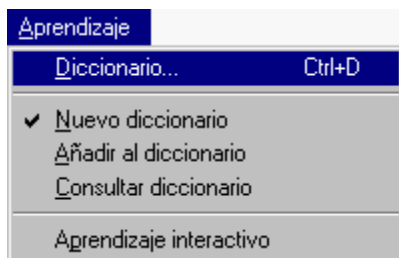 Aprendizaje
Diccionario... Ctrl+D
Nuevo diccionario
Añadir al diccionario
Consultar diccionario
Aprendizaje interactivo